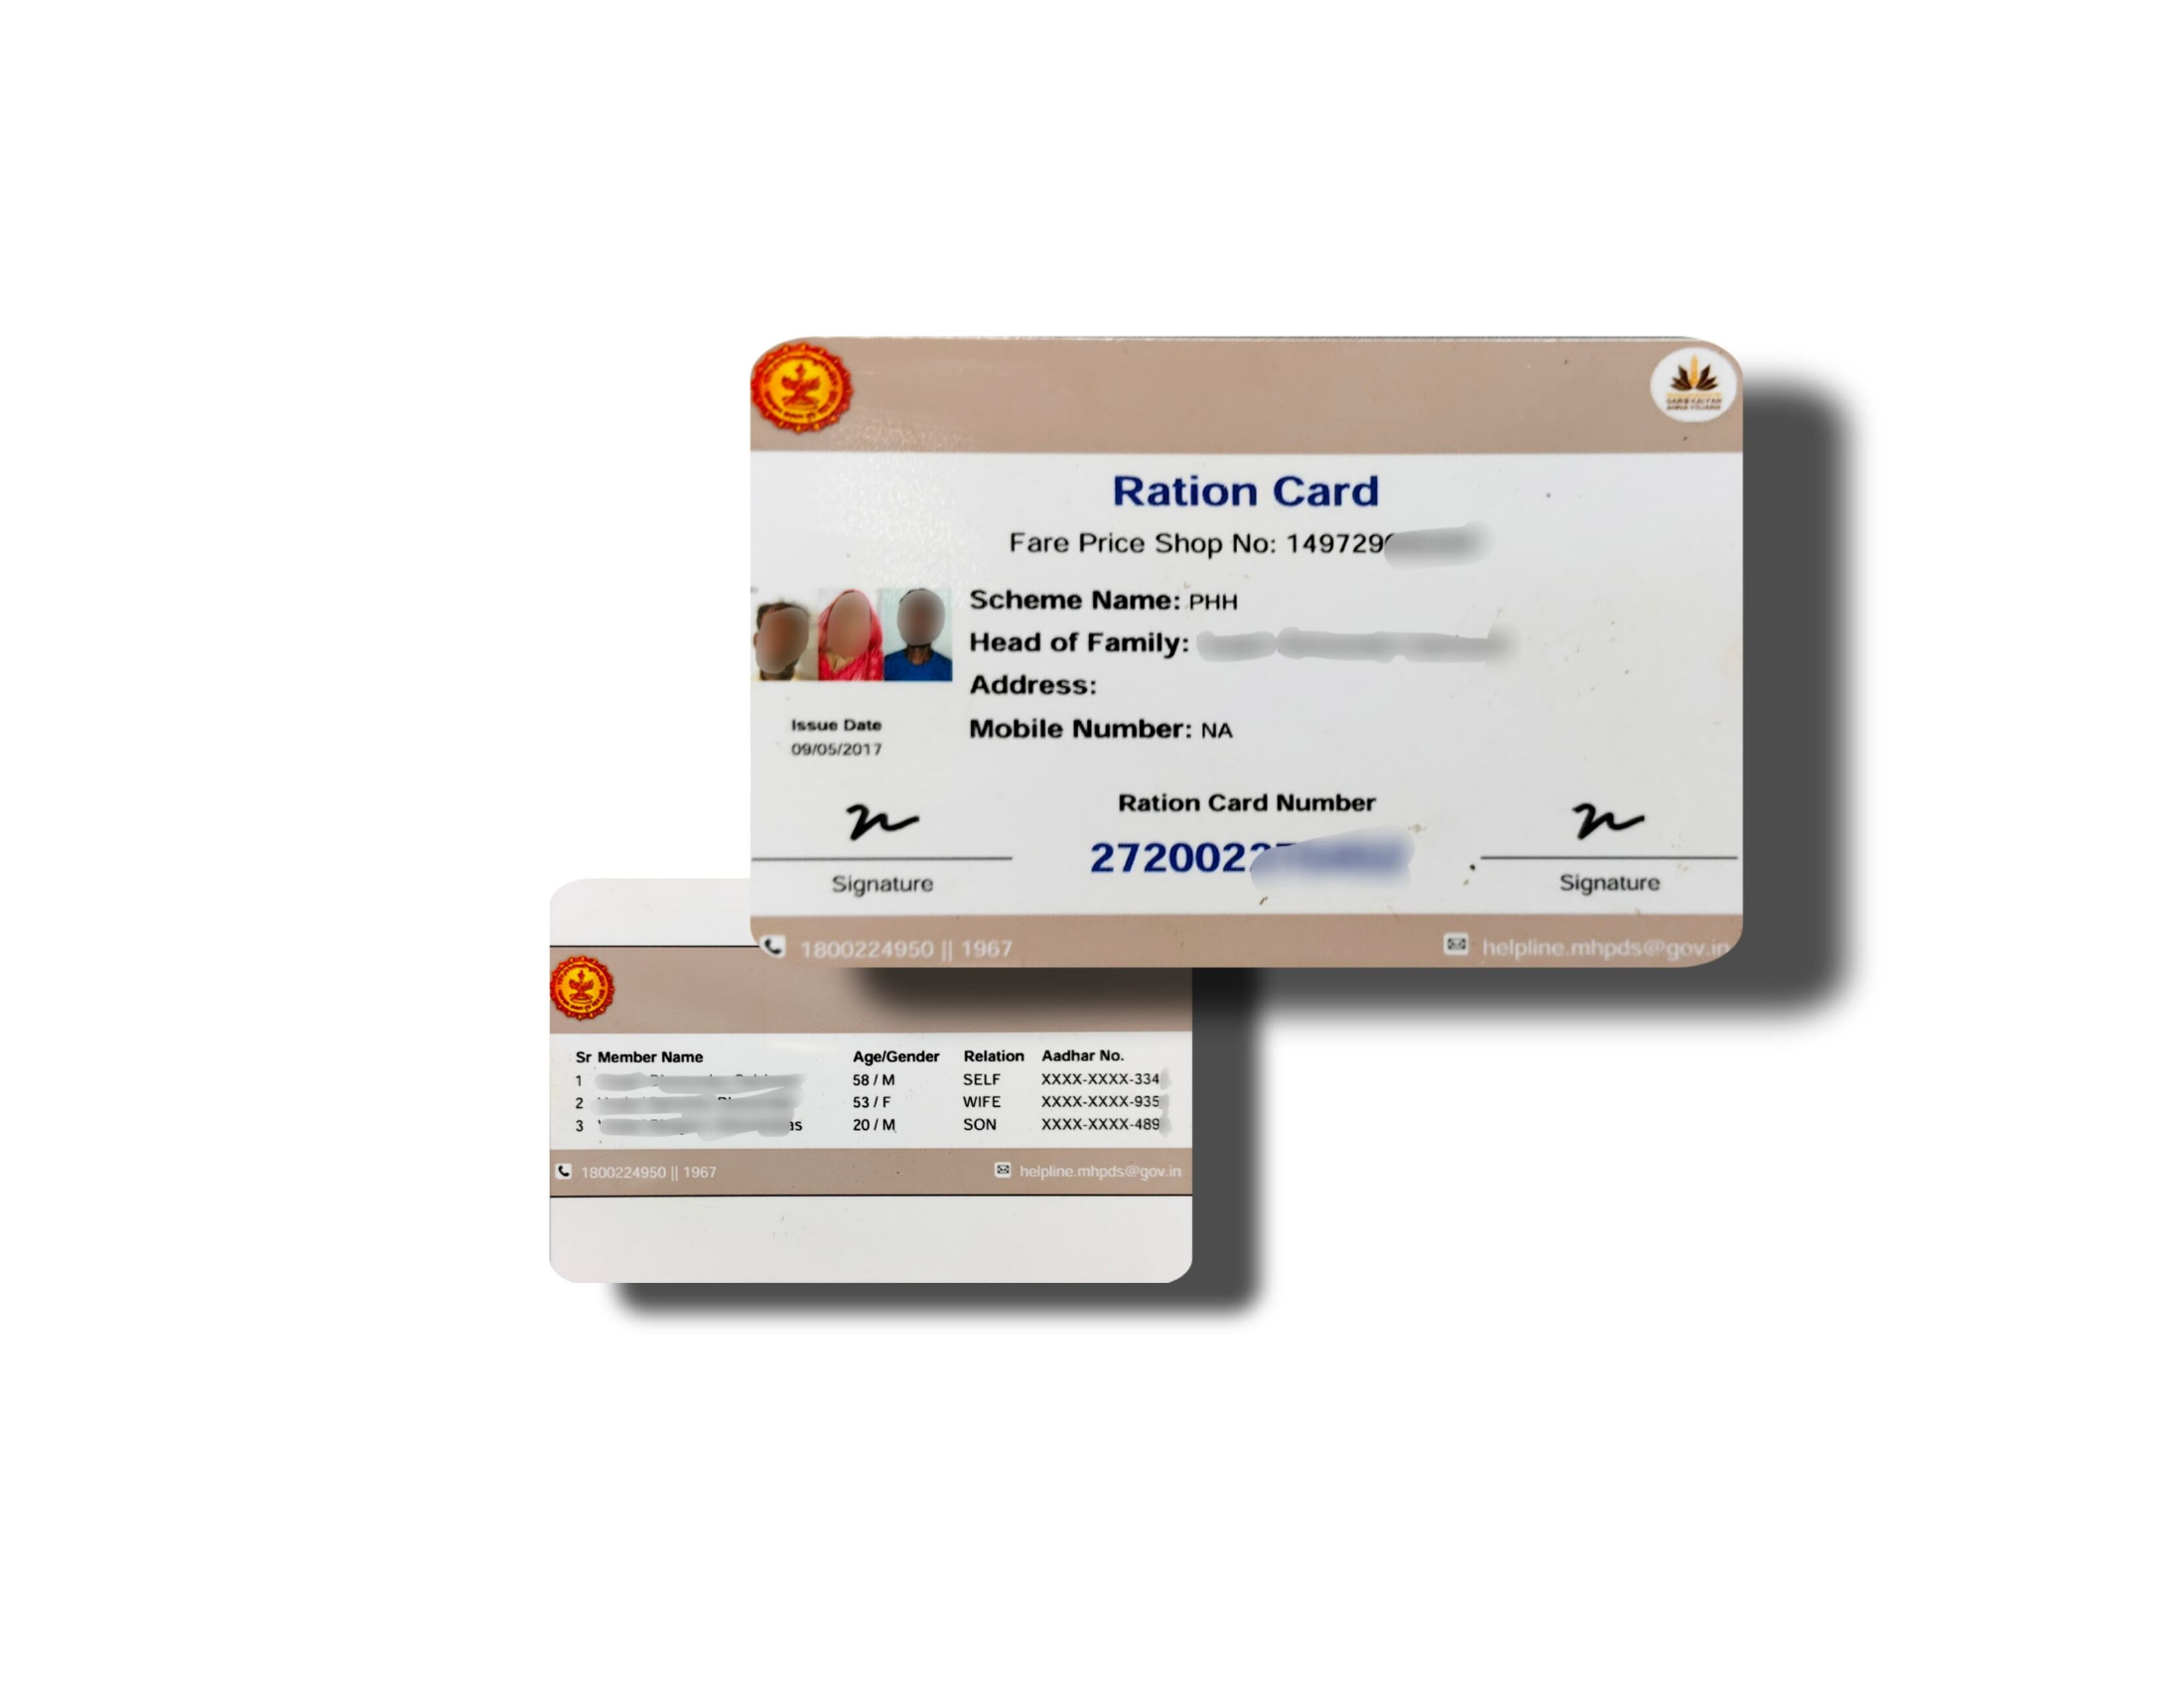 Ration Card
Fare Price Shop No: 149729
Scheme Name: PHH
Head of Family:
Address:
Mobile Number: NA
Issue Date
09/05/2017
Ration Card Number
272002
Signature
Signature
1800224950 || 1967
helpline.mhpds@gov.in
Sr Member Name Age/Gender Relation Aadhar No.
1 58 / M SELF XXXX-XXXX-334
2 53 / F WIFE XXXX-XXXX-935
3 20 / M SON XXXX-XXXX-489
1800224950 || 1967
helpline.mhpds@gov.in